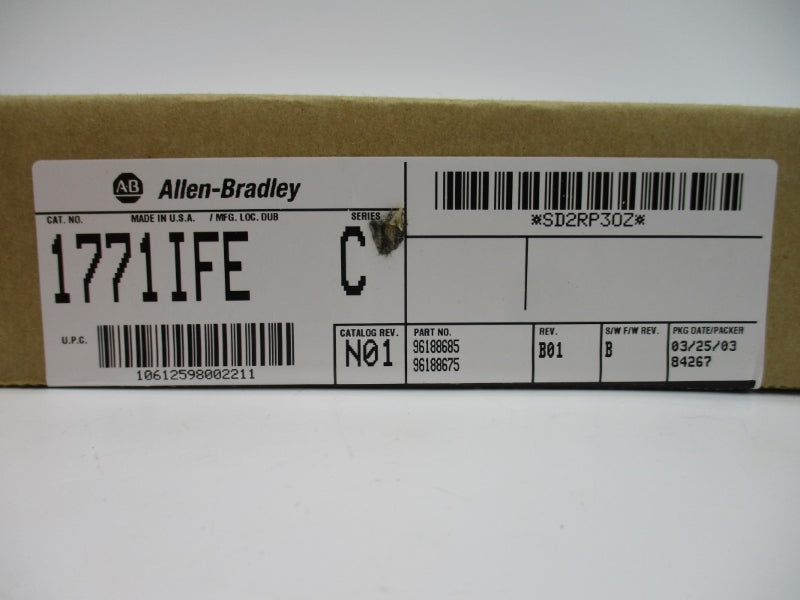 AB Allen-Bradley
*SD2RP3OZ*
CAT. NO. MADE IN U.S.A. / MFG. LOC. DUB SERIES
1771IFE C
U.P.C.
10612598002211
CATALOG REV.
N01
PART NO.
96188685
96188675
REV.
B01
S/W F/W REV.
B
PKG DATE/PACKER
03/25/03
84267